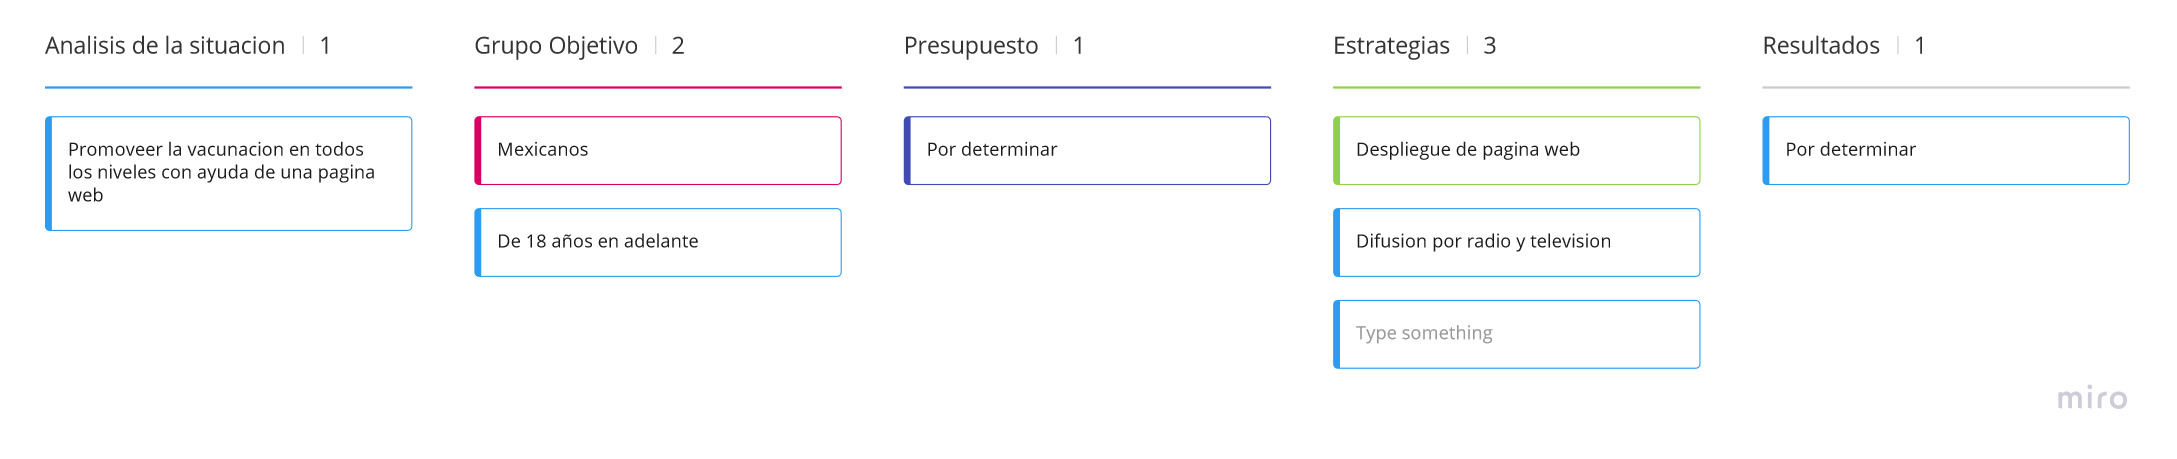 Analisis de la situacion 1
Promoveer la vacunacion en todos
los niveles con ayuda de una pagina
web
Grupo Objetivo 2
Mexicanos
De 18 años en adelante
Presupuesto 1
Por determinar
Estrategias 3
Despliegue de pagina web
Difusion por radio y television
Type something
Resultados 1
Por determinar
miro